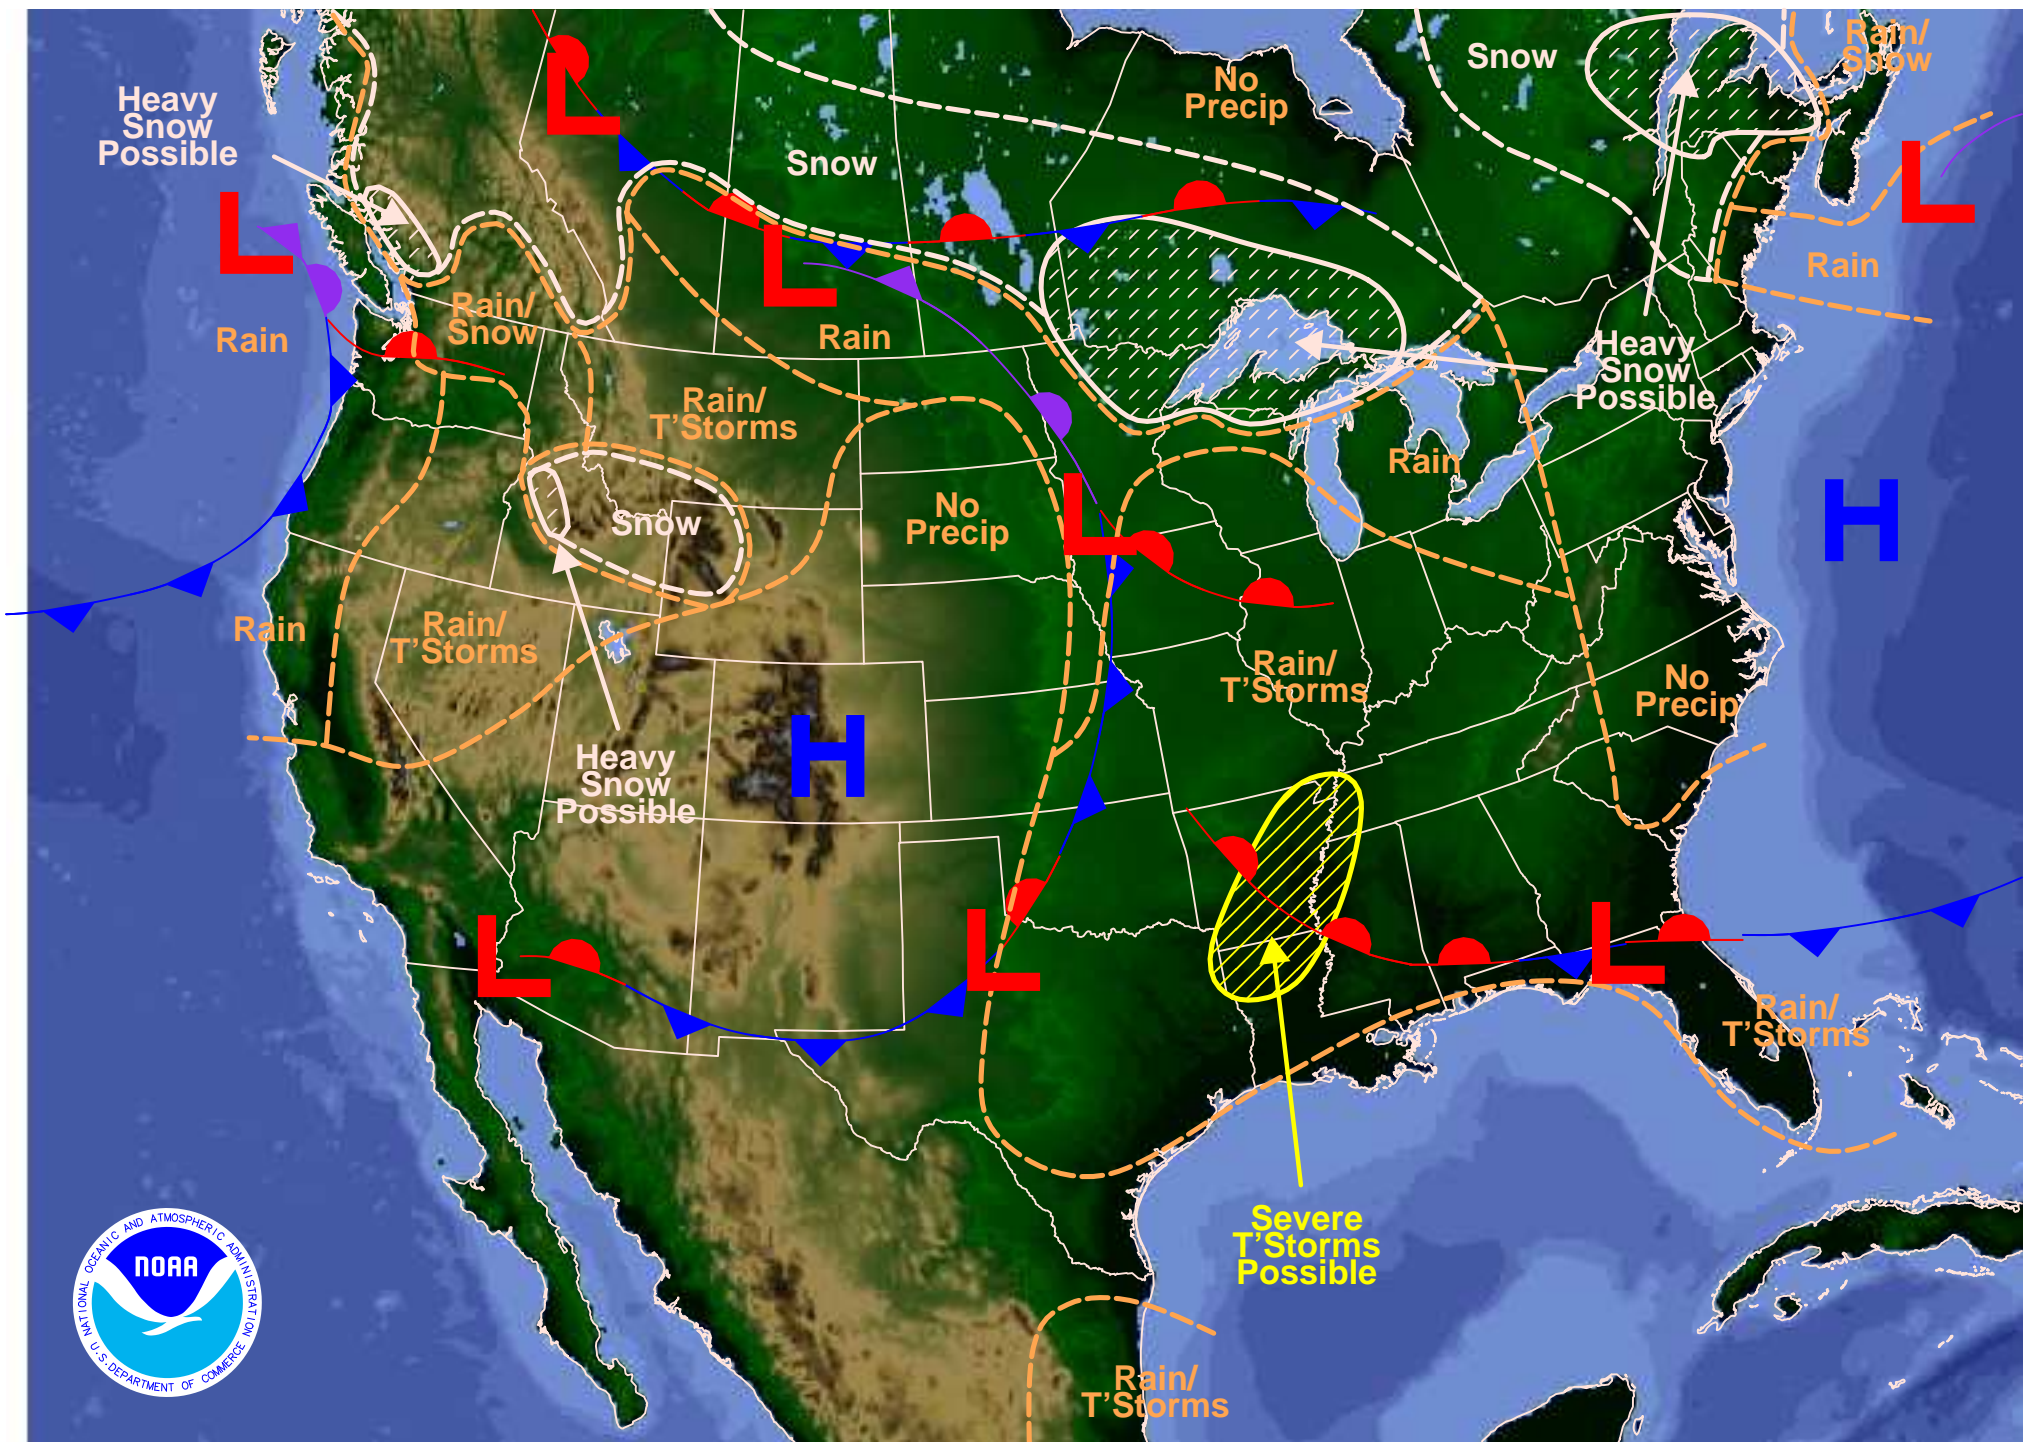 Rain/
Snow
Snow
No
Precip
Heavy
Snow
Possible
Snow
L
L
L
L
Rain
Rain/
Snow
Rain
Rain
Heavy
Snow
Possible
Rain/
T'Storms
Rain
No
Precip
Snow
L
H
Rain
Rain/
T'Storms
Rain/
T'Storms
No
Precip
H
Heavy
Snow
Possible
L
L
L
Rain/
T'Storms
Severe
T'Storms
Possible
NATIONAL OCEANIC AND ATMOSPHERIC ADMINISTRATION
NOAA
U.S. DEPARTMENT OF COMMERCE
Rain/
T'Storms